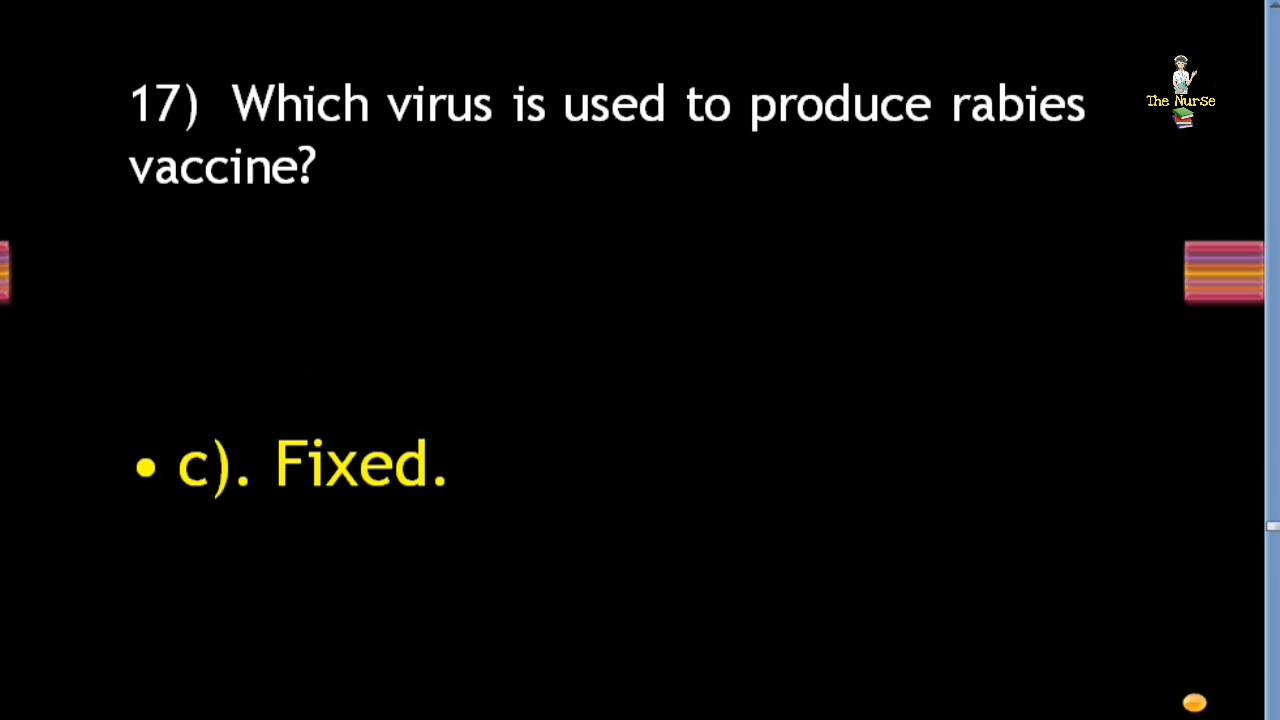 17) Which virus is used to produce rabies
vaccine?
The Nurse
• c). Fixed.